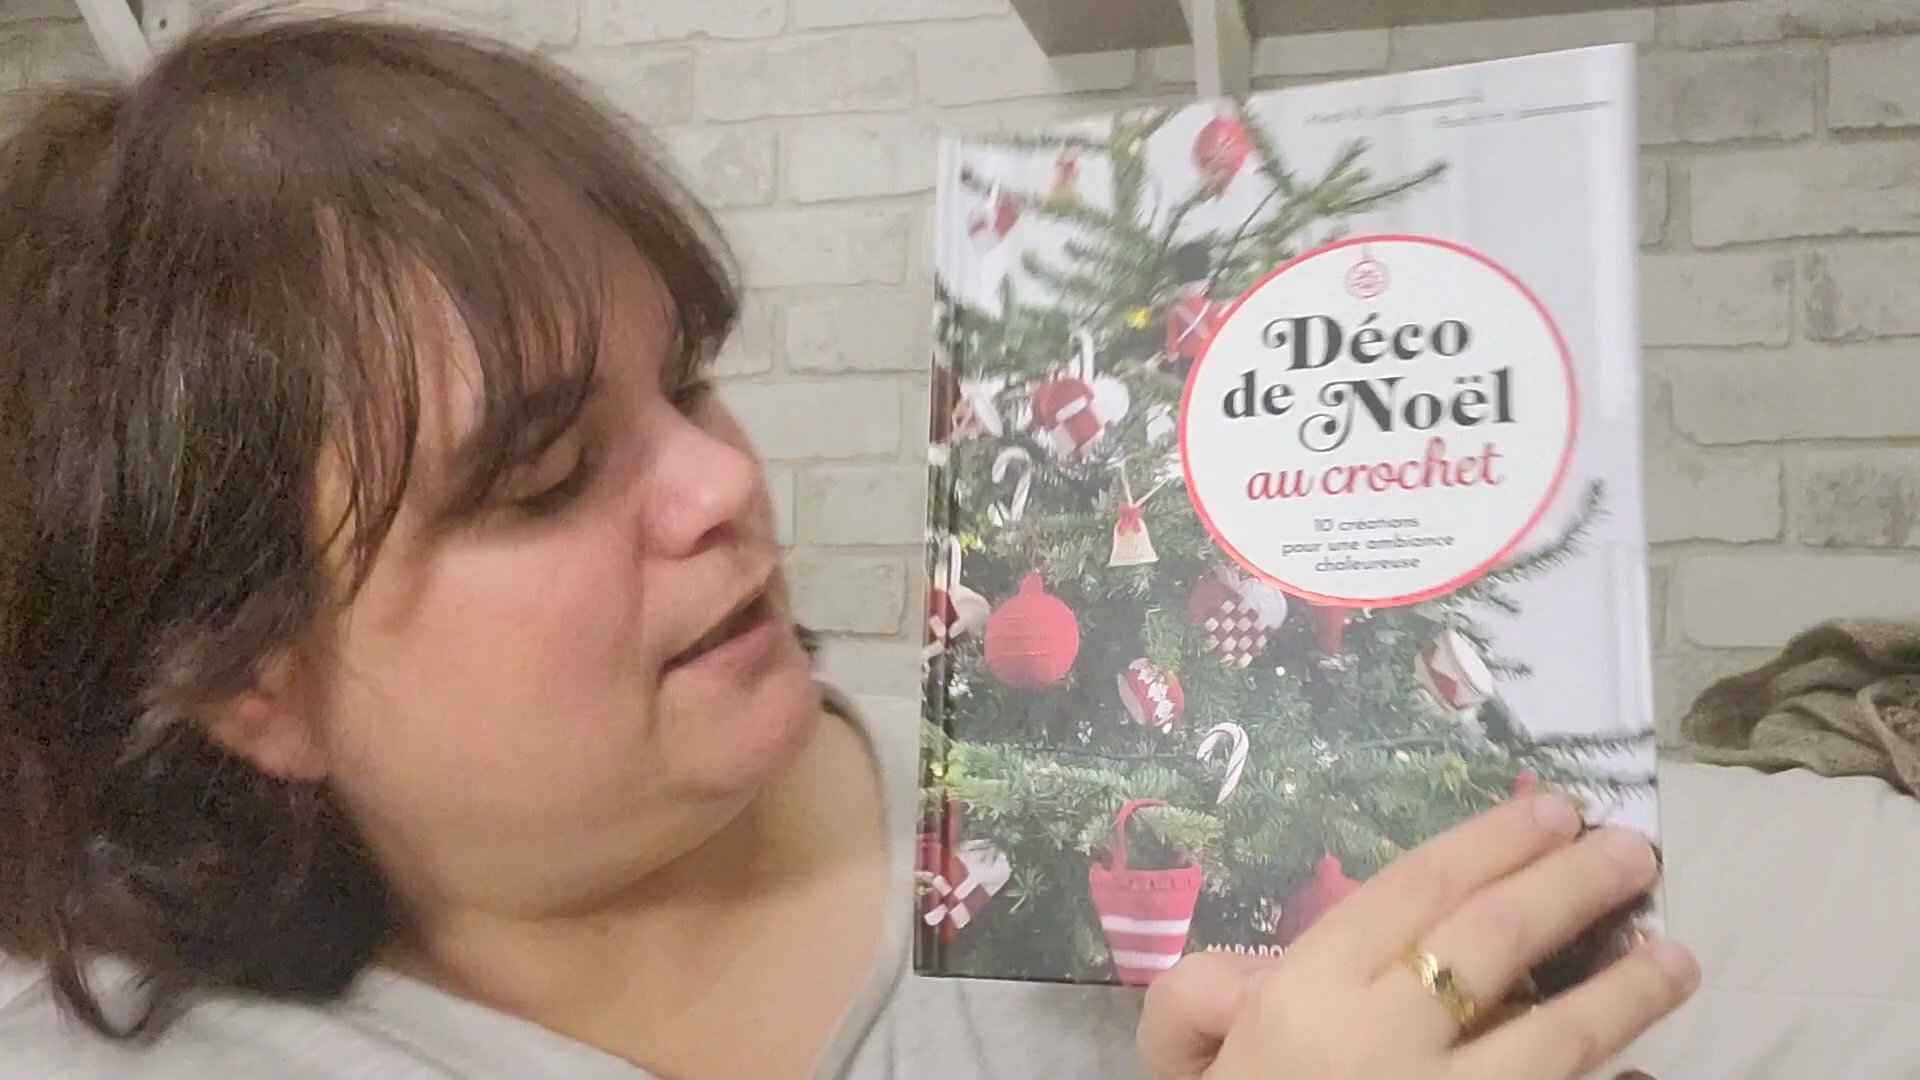 Déco
de Noël
au crochet
10 créations
pour une ambiance
chaleureuse